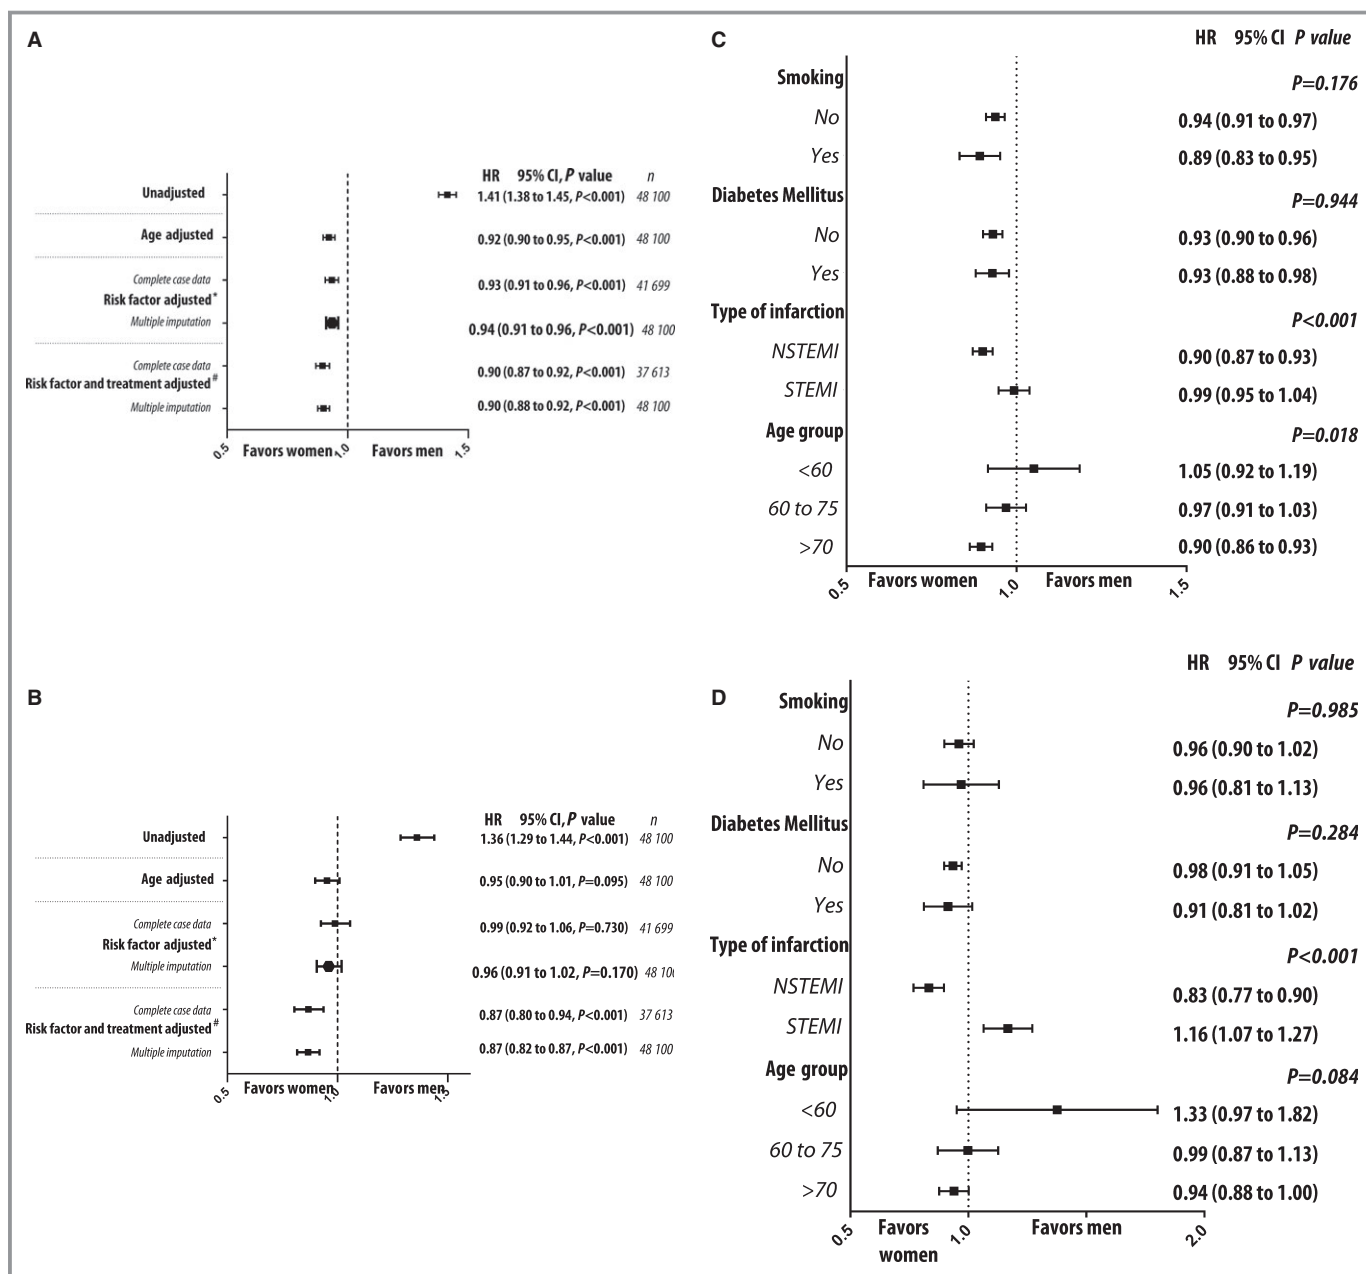 A
HR 95% CI, P value n
Unadjusted 1.41 (1.38 to 1.45, P<0.001) 48 100
Age adjusted 0.92 (0.90 to 0.95, P<0.001) 48 100
Complete case data 0.93 (0.91 to 0.96, P<0.001) 41 699
Risk factor adjusted*
Multiple imputation 0.94 (0.91 to 0.96, P<0.001) 48 100
Complete case data 0.90 (0.87 to 0.92, P<0.001) 37 613
Risk factor and treatment adjusted#
Multiple imputation 0.90 (0.88 to 0.92, P<0.001) 48 100
0.5 Favors women 1.0 Favors men 1.5
C
HR 95% CI P value
Smoking P=0.176
No 0.94 (0.91 to 0.97)
Yes 0.89 (0.83 to 0.95)
Diabetes Mellitus P=0.944
No 0.93 (0.90 to 0.96)
Yes 0.93 (0.88 to 0.98)
Type of infarction P<0.001
NSTEMI 0.90 (0.87 to 0.93)
STEMI 0.99 (0.95 to 1.04)
Age group P=0.018
<60 1.05 (0.92 to 1.19)
60 to 75 0.97 (0.91 to 1.03)
>70 0.90 (0.86 to 0.93)
0.5 Favors women 1.0 Favors men 1.5
B
HR 95% CI, P value n
Unadjusted 1.36 (1.29 to 1.44, P<0.001) 48 100
Age adjusted 0.95 (0.90 to 1.01, P=0.095) 48 100
Complete case data 0.99 (0.92 to 1.06, P=0.730) 41 699
Risk factor adjusted*
Multiple imputation 0.96 (0.91 to 1.02, P=0.170) 48 10
Complete case data 0.87 (0.80 to 0.94, P<0.001) 37 613
Risk factor and treatment adjusted#
Multiple imputation 0.87 (0.82 to 0.87, P<0.001) 48 100
0.5 Favors women 1.0 Favors men 1.5
D
HR 95% CI P value
Smoking P=0.985
No 0.96 (0.90 to 1.02)
Yes 0.96 (0.81 to 1.13)
Diabetes Mellitus P=0.284
No 0.98 (0.91 to 1.05)
Yes 0.91 (0.81 to 1.02)
Type of infarction P<0.001
NSTEMI 0.83 (0.77 to 0.90)
STEMI 1.16 (1.07 to 1.27)
Age group P=0.084
<60 1.33 (0.97 to 1.82)
60 to 75 0.99 (0.87 to 1.13)
>70 0.94 (0.88 to 1.00)
0.5 Favors 1.0 Favors men 2.0
women